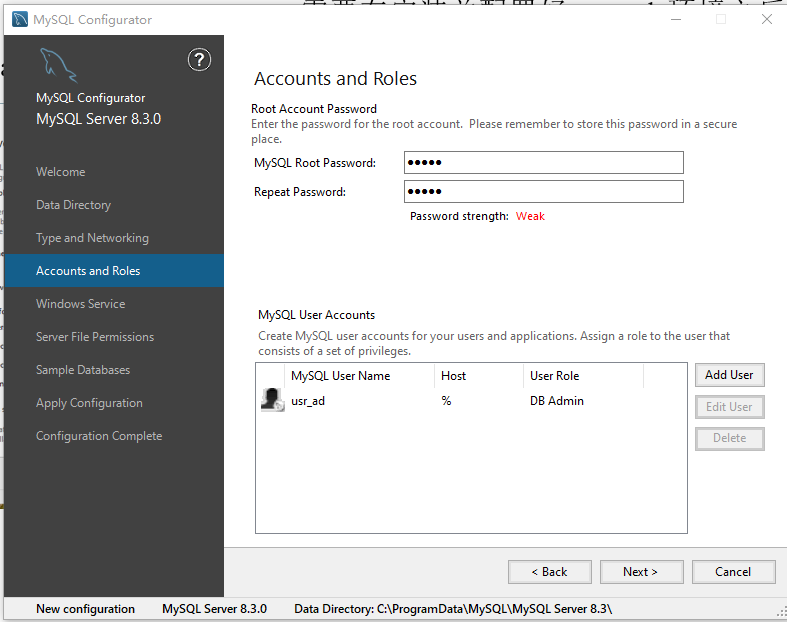 MySQL Configurator
MySQL Configurator
MySQL Server 8.3.0
Welcome
Data Directory
Type and Networking
Accounts and Roles
Windows Service
Server File Permissions
Sample Databases
Apply Configuration
Configuration Complete
?
Accounts and Roles
Root Account Password
Enter the password for the root account. Please remember to store this password in a secure
place.
MySQL Root Password: ●●●●●
Repeat Password: ●●●●●
Password strength: Weak
MySQL User Accounts
Create MySQL user accounts for your users and applications. Assign a role to the user that
consists of a set of privileges.
MySQL User Name Host User Role
usr_ad % DB Admin
Add User
Edit User
Delete
< Back Next > Cancel
New configuration MySQL Server 8.3.0 Data Directory: C:\ProgramData\MySQL\MySQL Server 8.3\